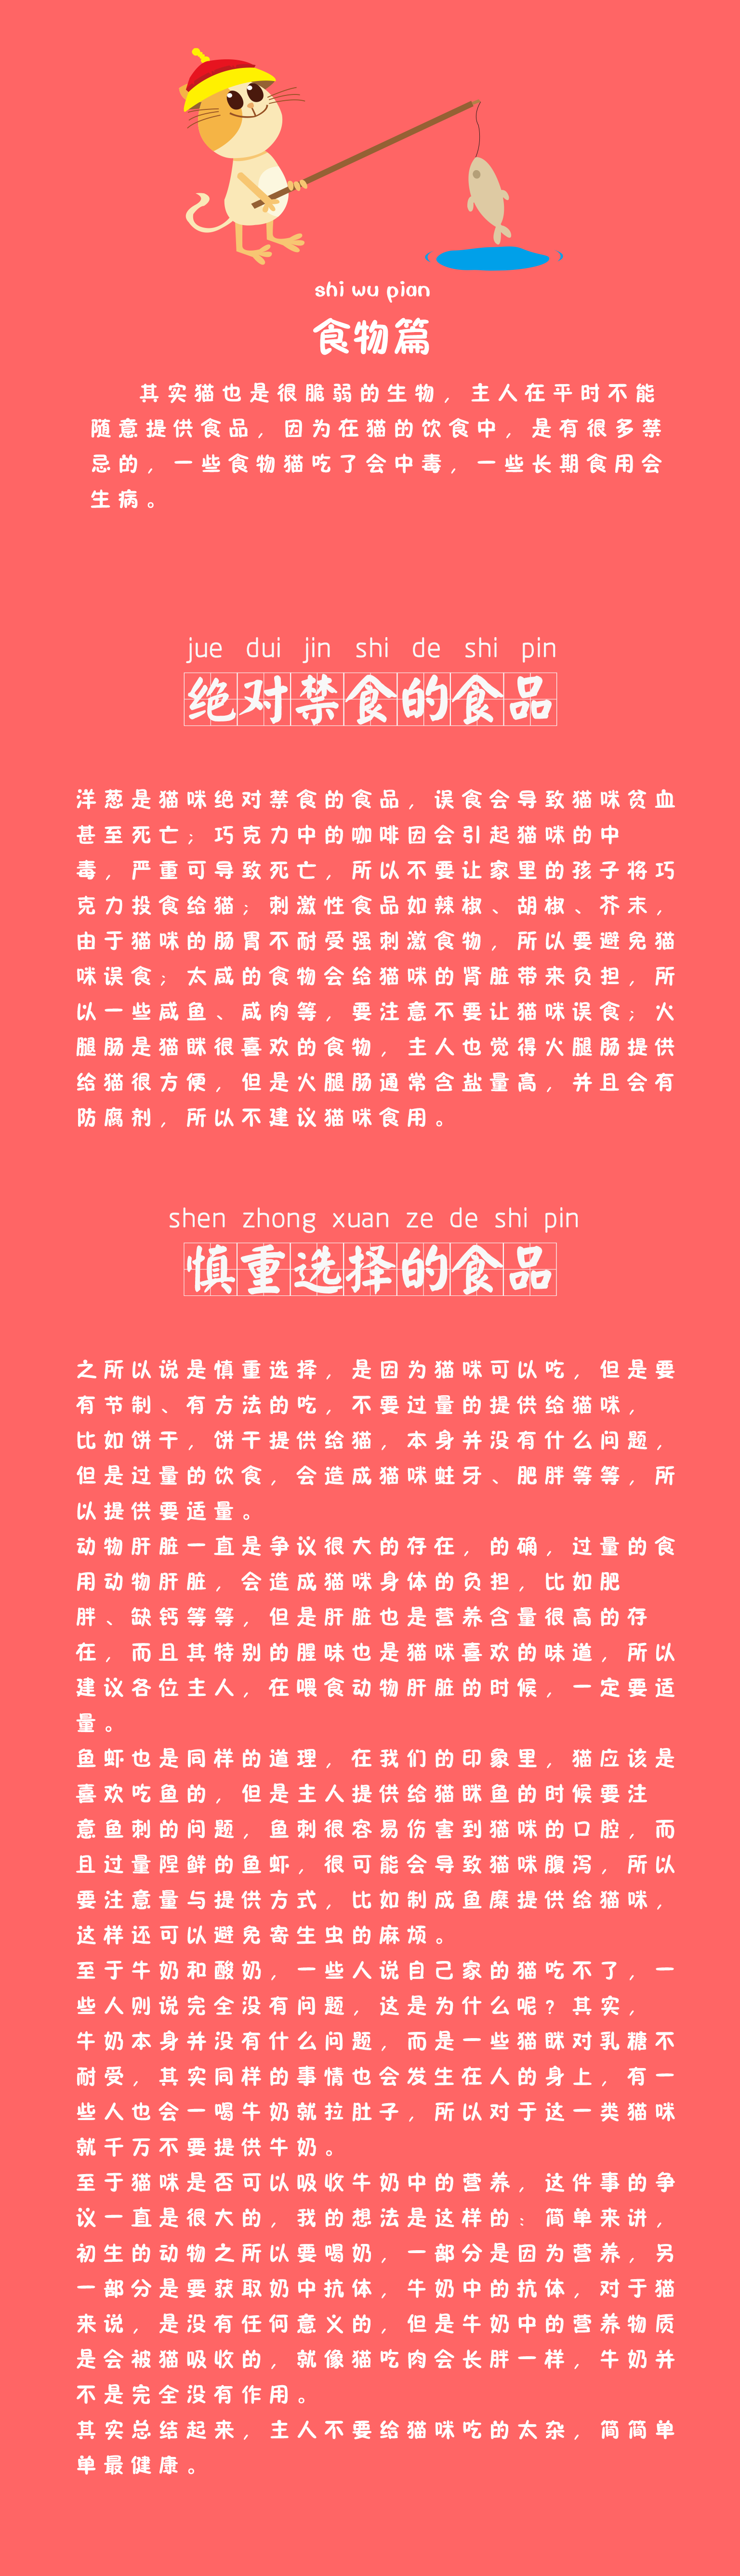 shi wu pian
食物篇
其实猫也是很脆弱的生物，主人在平时不能
随意提供食品，因为在猫的饮食中，是有很多禁
忌的，一些食物猫吃了会中毒，一些长期食用会
生病。
jue dui jin shi de shi pin
绝对禁食的食品
洋葱是猫咪绝对禁食的食品，误食会导致猫咪贫血
甚至死亡；巧克力中的咖啡因会引起猫咪的中
毒，严重可导致死亡，所以不要让家里的孩子将巧
克力投食给猫；刺激性食品如辣椒、胡椒、芥末，
由于猫咪的肠胃不耐受强刺激食物，所以要避免猫
咪误食；太咸的食物会给猫咪的肾脏带来负担，所
以一些咸鱼、咸肉等，要注意不要让猫咪误食；火
腿肠是猫眯很喜欢的食物，主人也觉得火腿肠提供
给猫很方便，但是火腿肠通常含盐量高，并且会有
防腐剂，所以不建议猫咪食用。
shen zhong xuan ze de shi pin
慎重选择的食品
之所以说是慎重选择，是因为猫咪可以吃，但是要
有节制、有方法的吃，不要过量的提供给猫咪，
比如饼干，饼干提供给猫，本身并没有什么问题，
但是过量的饮食，会造成猫咪蛀牙、肥胖等等，所
以提供要适量。
动物肝脏一直是争议很大的存在，的确，过量的食
用动物肝脏，会造成猫咪身体的负担，比如肥
胖、缺钙等等，但是肝脏也是营养含量很高的存
在，而且其特别的腥味也是猫咪喜欢的味道，所以
建议各位主人，在喂食动物肝脏的时候，一定要适
量。
鱼虾也是同样的道理，在我们的印象里，猫应该是
喜欢吃鱼的，但是主人提供给猫眯鱼的时候要注
意鱼刺的问题，鱼刺很容易伤害到猫咪的口腔，而
且过量陧鲜的鱼虾，很可能会导致猫咪腹泻，所以
要注意量与提供方式，比如制成鱼糜提供给猫咪，
这样还可以避免寄生虫的麻烦。
至于牛奶和酸奶，一些人说自己家的猫吃不了，一
些人则说完全没有问题，这是为什么呢？其实，
牛奶本身并没有什么问题，而是一些猫眯对乳糖不
耐受，其实同样的事情也会发生在人的身上，有一
些人也会一喝牛奶就拉肚子，所以对于这一类猫咪
就千万不要提供牛奶。
至于猫咪是否可以吸收牛奶中的营养，这件事的争
议一直是很大的，我的想法是这样的：简单来讲，
初生的动物之所以要喝奶，一部分是因为营养，另
一部分是要获取奶中抗体，牛奶中的抗体，对于猫
来说，是没有任何意义的，但是牛奶中的营养物质
是会被猫吸收的，就像猫吃肉会长胖一样，牛奶并
不是完全没有作用。
其实总结起来，主人不要给猫咪吃的太杂，简简单
单最健康。